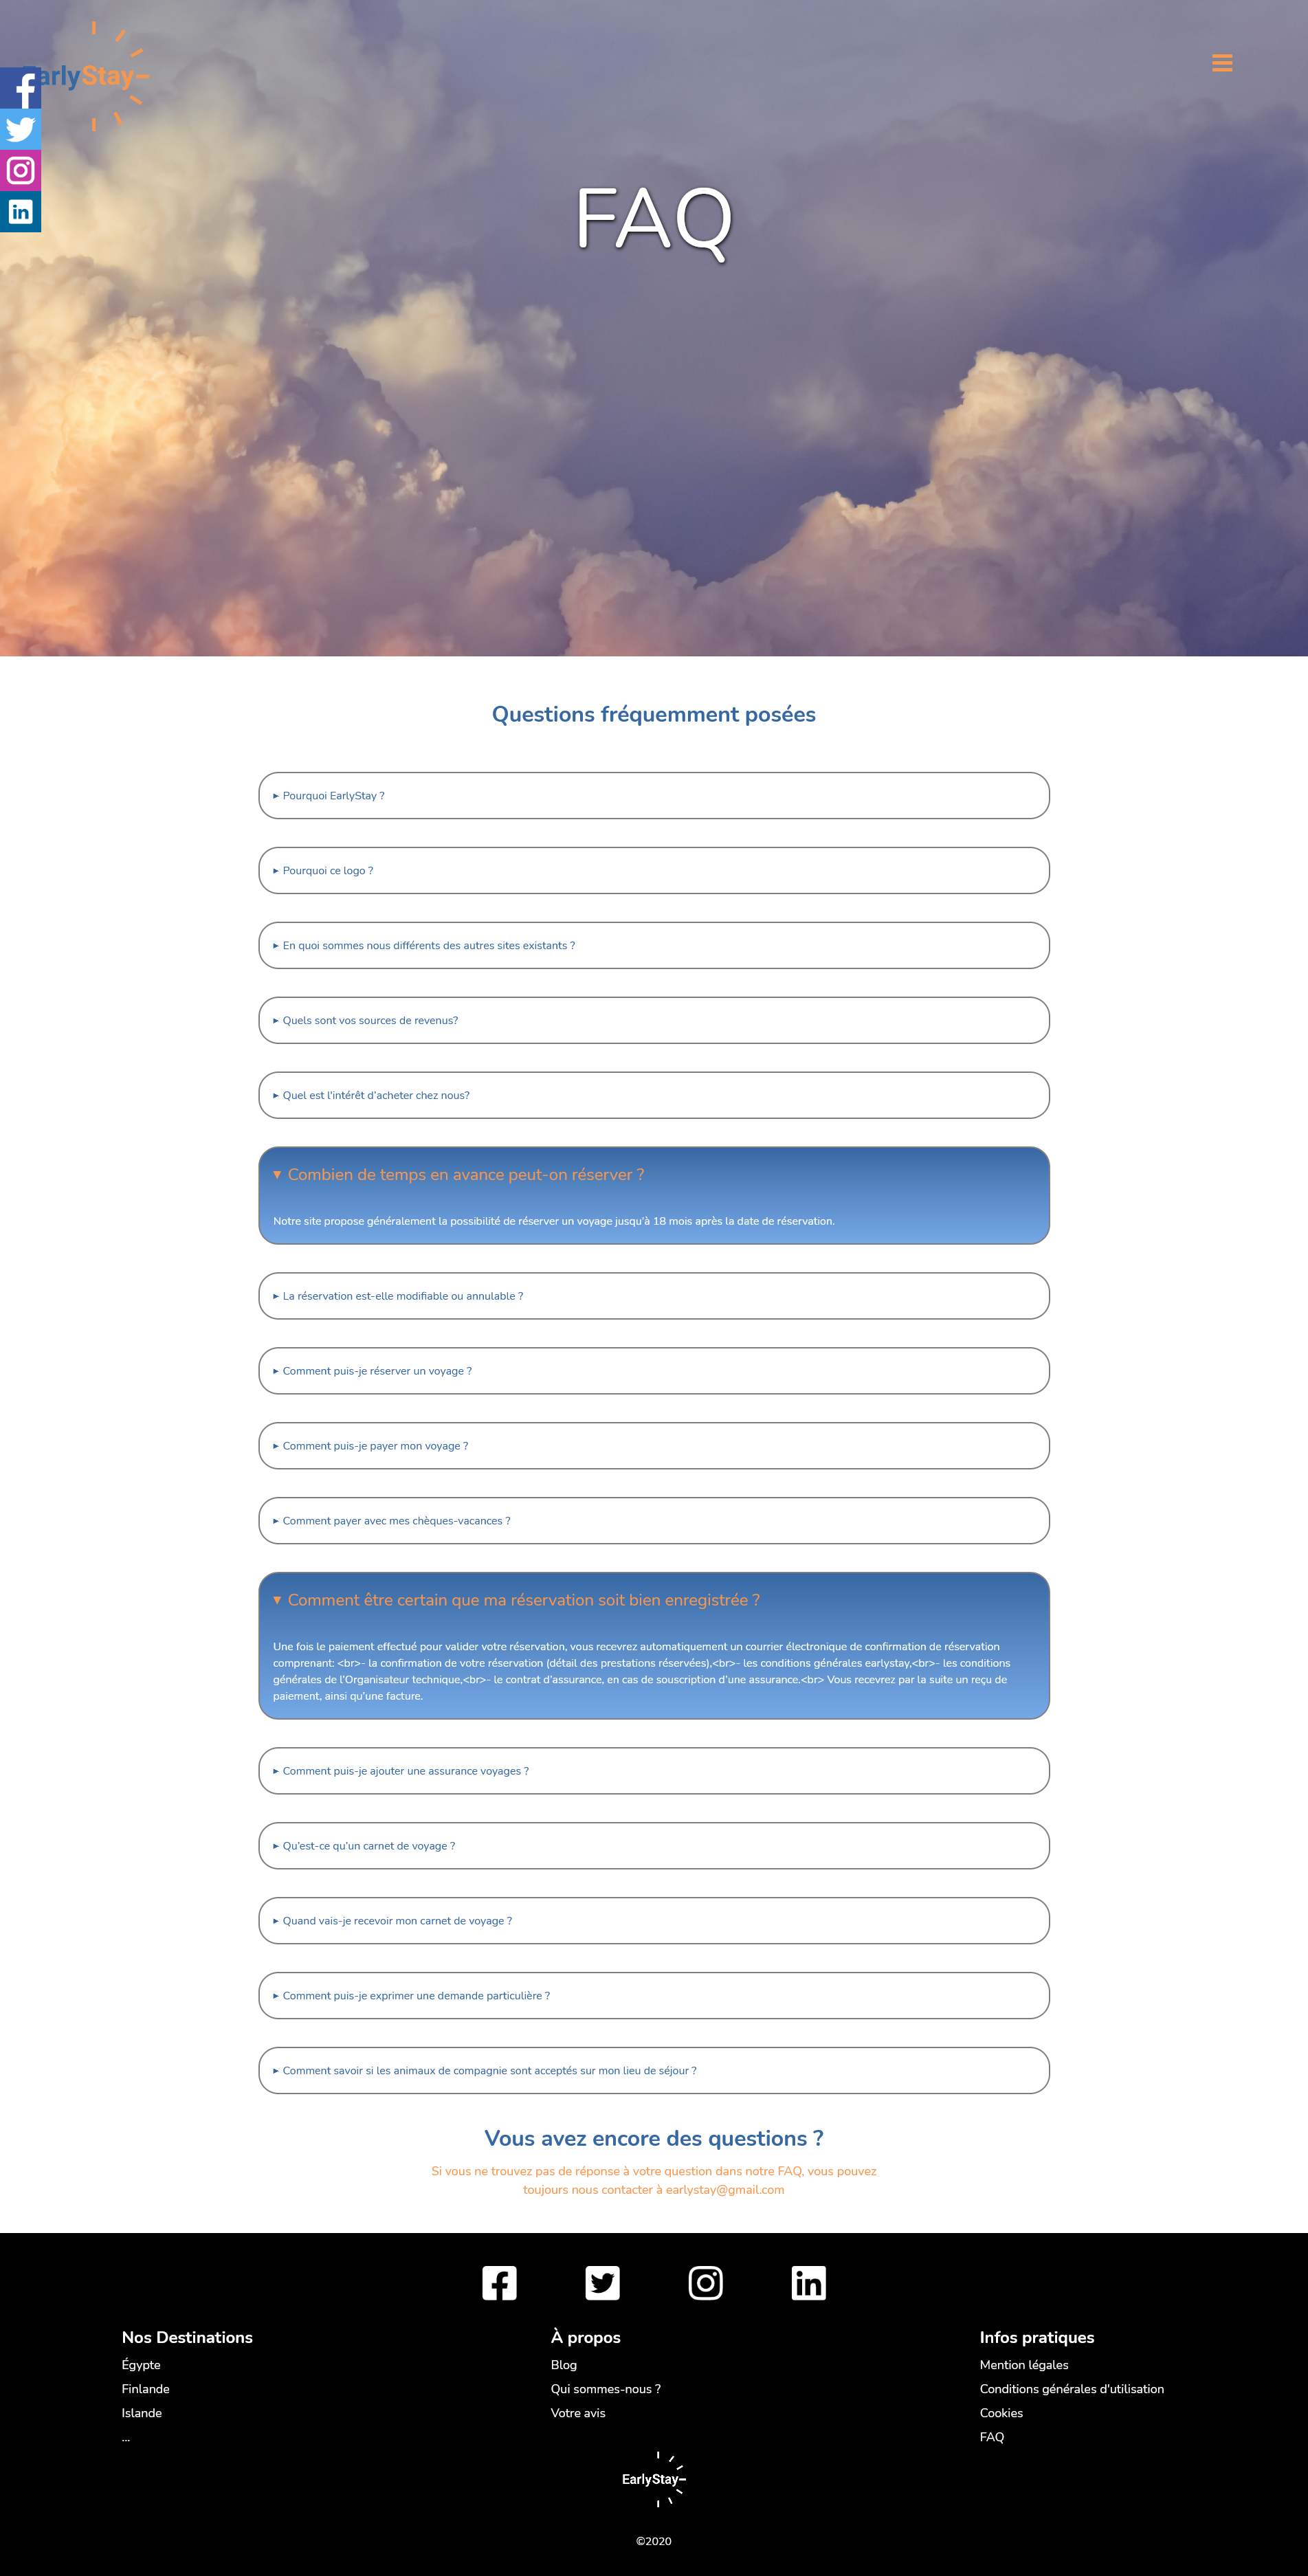 EarlyStay
FAQ
Questions fréquemment posées
Pourquoi EarlyStay ?
Pourquoi ce logo ?
En quoi sommes nous différents des autres sites existants ?
Quels sont vos sources de revenus?
Quel est l'intérêt d'acheter chez nous?
Combien de temps en avance peut-on réserver ?
Notre site propose généralement la possibilité de réserver un voyage jusqu'à 18 mois après la date de réservation.
La réservation est-elle modifiable ou annulable ?
Comment puis-je réserver un voyage ?
Comment puis-je payer mon voyage ?
Comment payer avec mes chèques-vacances ?
Comment être certain que ma réservation soit bien enregistrée ?
Une fois le paiement effectué pour valider votre réservation, vous recevrez automatiquement un courrier électronique de confirmation de réservation
comprenant: <br>- la confirmation de votre réservation (détail des prestations réservées),<br>- les conditions générales earlystay,<br>- les conditions
générales de l'Organisateur technique,<br>- le contrat d'assurance, en cas de souscription d'une assurance.<br> Vous recevrez par la suite un reçu de
paiement, ainsi qu'une facture.
Comment puis-je ajouter une assurance voyages ?
Qu'est-ce qu'un carnet de voyage ?
Quand vais-je recevoir mon carnet de voyage ?
Comment puis-je exprimer une demande particulière ?
Comment savoir si les animaux de compagnie sont acceptés sur mon lieu de séjour ?
Vous avez encore des questions ?
Si vous ne trouvez pas de réponse à votre question dans notre FAQ, vous pouvez
toujours nous contacter à earlystay@gmail.com
Nos Destinations
Égypte
Finlande
Islande
...
À propos
Blog
Qui sommes-nous ?
Votre avis
Infos pratiques
Mention légales
Conditions générales d'utilisation
Cookies
FAQ
EarlyStay
©2020